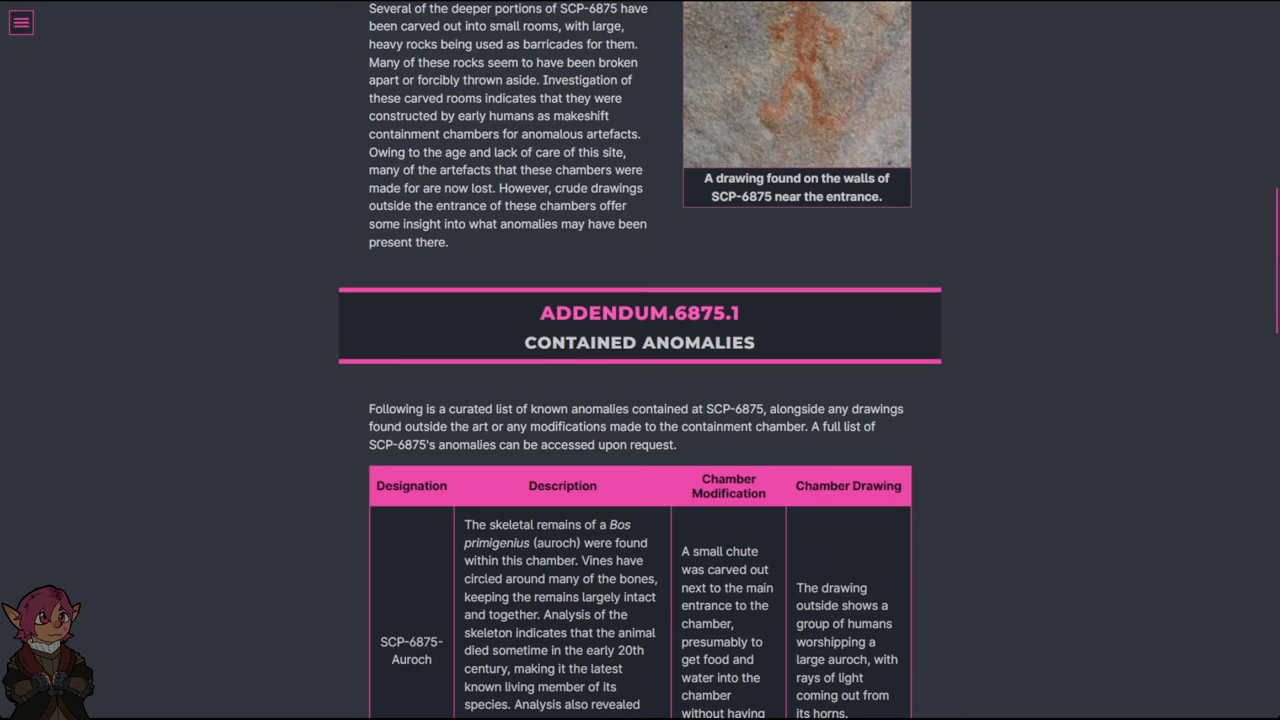 Several of the deeper portions of SCP-6875 have
been carved out into small rooms, with large,
heavy rocks being used as barricades for them.
Many of these rocks seem to have been broken
apart or forcibly thrown aside. Investigation of
these carved rooms indicates that they were
constructed by early humans as makeshift
containment chambers for anomalous artefacts.
Owing to the age and lack of care of this site,
many of the artefacts that these chambers were
made for are now lost. However, crude drawings
outside the entrance of these chambers offer
some insight into what anomalies may have been
present there.
A drawing found on the walls of
SCP-6875 near the entrance.
ADDENDUM.6875.1
CONTAINED ANOMALIES
Following is a curated list of known anomalies contained at SCP-6875, alongside any drawings
found outside the art or any modifications made to the containment chamber. A full list of
SCP-6875's anomalies can be accessed upon request.
Designation
Description
Chamber
Modification
Chamber Drawing
SCP-6875-
Auroch
The skeletal remains of a Bos
primigenius (auroch) were found
within this chamber. Vines have
circled around many of the bones,
keeping the remains largely intact
and together. Analysis of the
skeleton indicates that the animal
died sometime in the early 20th
century, making it the latest
known living member of its
species. Analysis also revealed
A small chute
was carved out
next to the main
entrance to the
chamber,
presumably to
get food and
water into the
chamber
without having
The drawing
outside shows a
group of humans
worshipping a
large auroch, with
rays of light
coming out from
its horns.